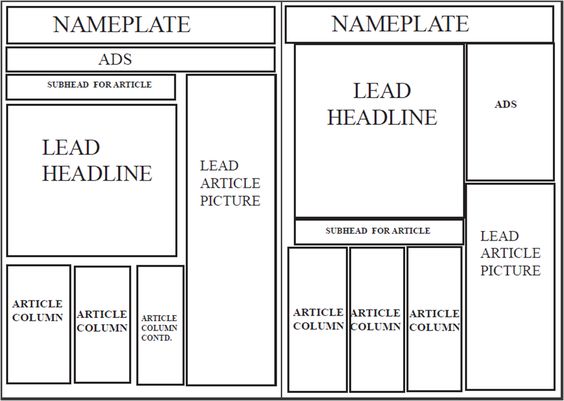 NAMEPLATE
ADS
SUBHEAD FOR ARTICLE
LEAD
HEADLINE
LEAD
ARTICLE
PICTURE
ARTICLE
COLUMN
ARTICLE
COLUMN
ARTICLE
COLUMN
CONTD.
NAMEPLATE
LEAD
HEADLINE
ADS
SUBHEAD FOR ARTICLE
LEAD
ARTICLE
PICTURE
ARTICLE
COLUMN
ARTICLE
COLUMN
ARTICLE
COLUMN